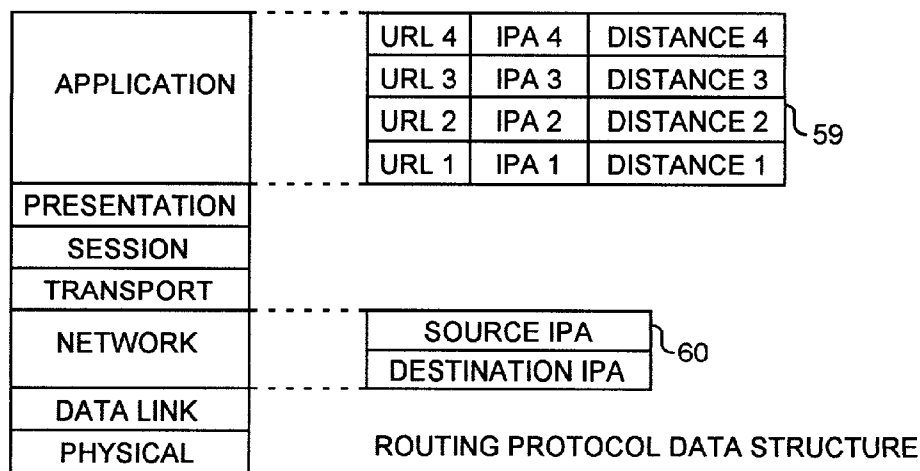 APPLICATION
URL 4 IPA 4 DISTANCE 4
URL 3 IPA 3 DISTANCE 3
URL 2 IPA 2 DISTANCE 2
URL 1 IPA 1 DISTANCE 1
59
PRESENTATION
SESSION
TRANSPORT
NETWORK
SOURCE IPA
DESTINATION IPA
60
DATA LINK
PHYSICAL
ROUTING PROTOCOL DATA STRUCTURE